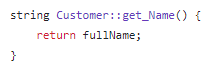 string Customer::get_Name() {
    return fullName;
}